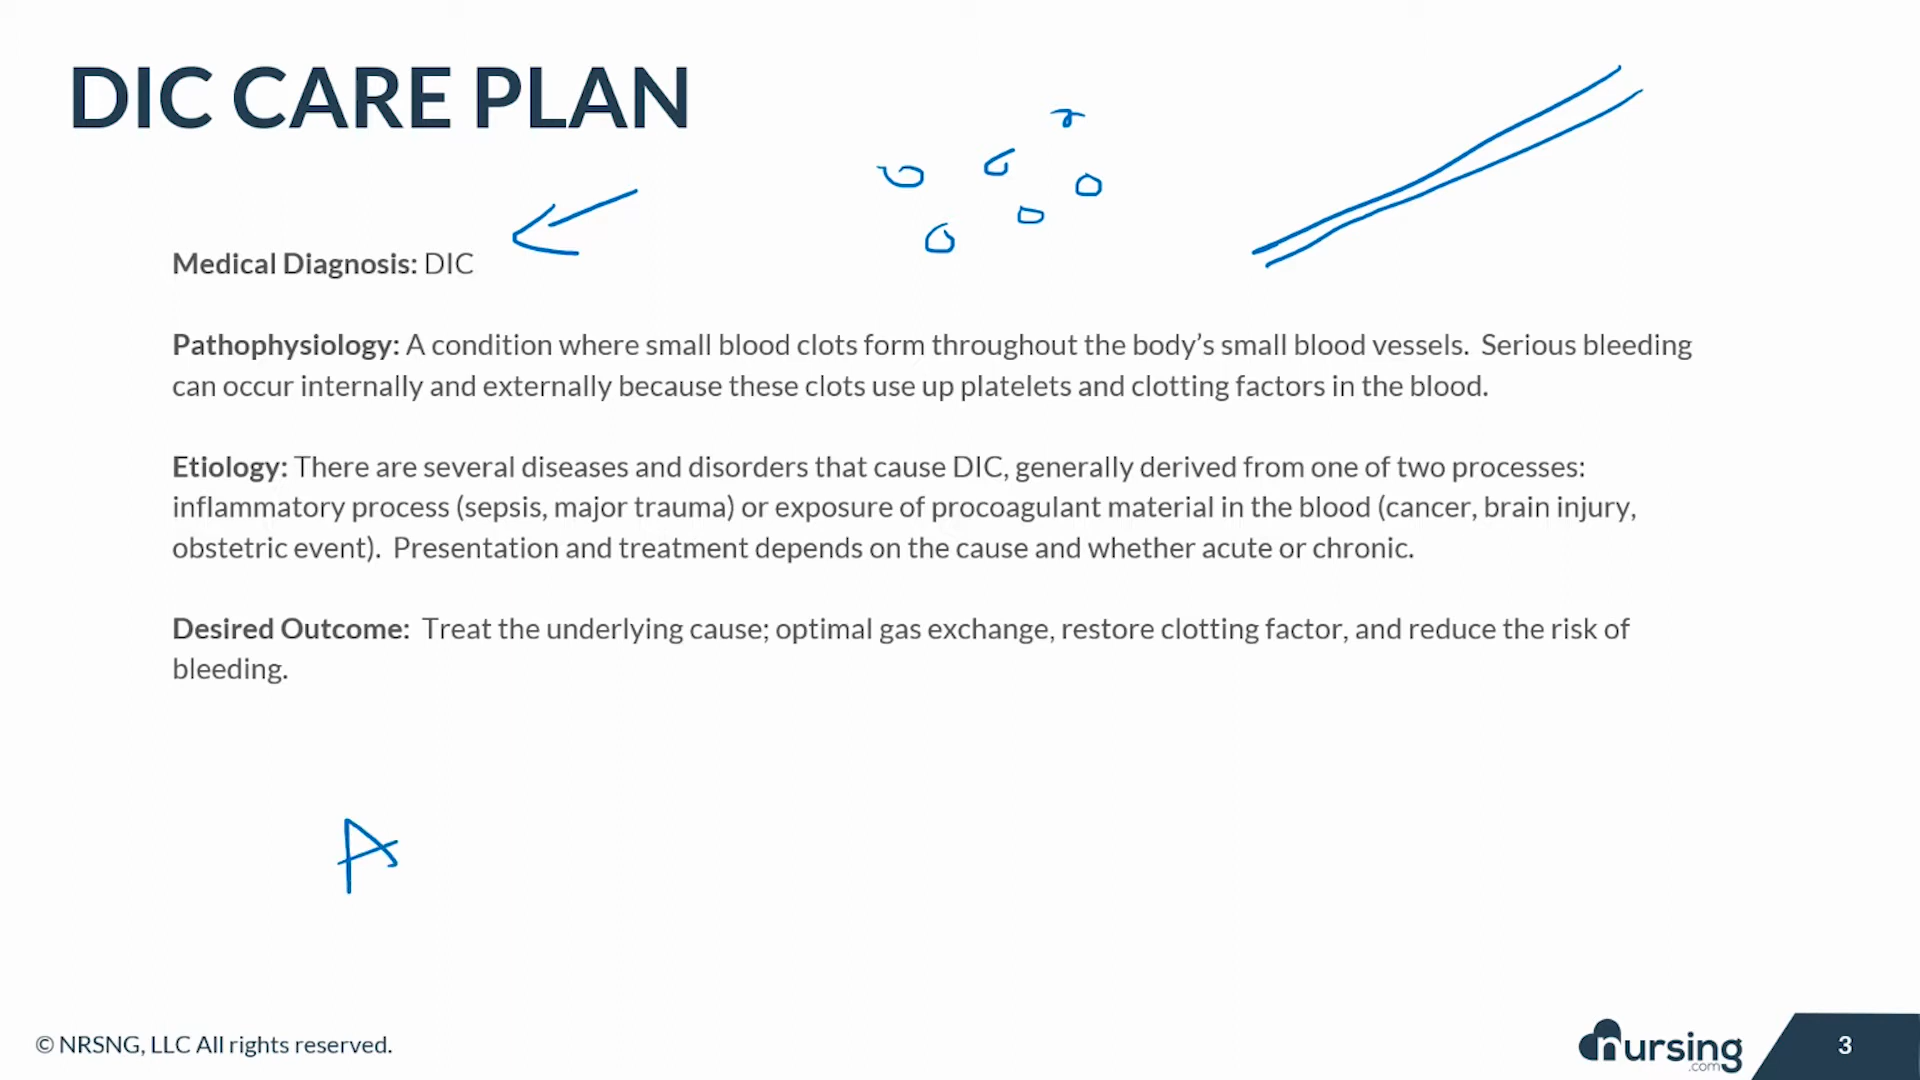 DIC CARE PLAN
Medical Diagnosis: DIC
Pathophysiology: A condition where small blood clots form throughout the body’s small blood vessels.  Serious bleeding
can occur internally and externally because these clots use up platelets and clotting factors in the blood.
Etiology: There are several diseases and disorders that cause DIC, generally derived from one of two processes:
inflammatory process (sepsis, major trauma) or exposure of procoagulant material in the blood (cancer, brain injury,
obstetric event).  Presentation and treatment depends on the cause and whether acute or chronic.
Desired Outcome:  Treat the underlying cause; optimal gas exchange, restore clotting factor, and reduce the risk of
bleeding.
A
© NRSNG, LLC All rights reserved.
nursing
.com
3